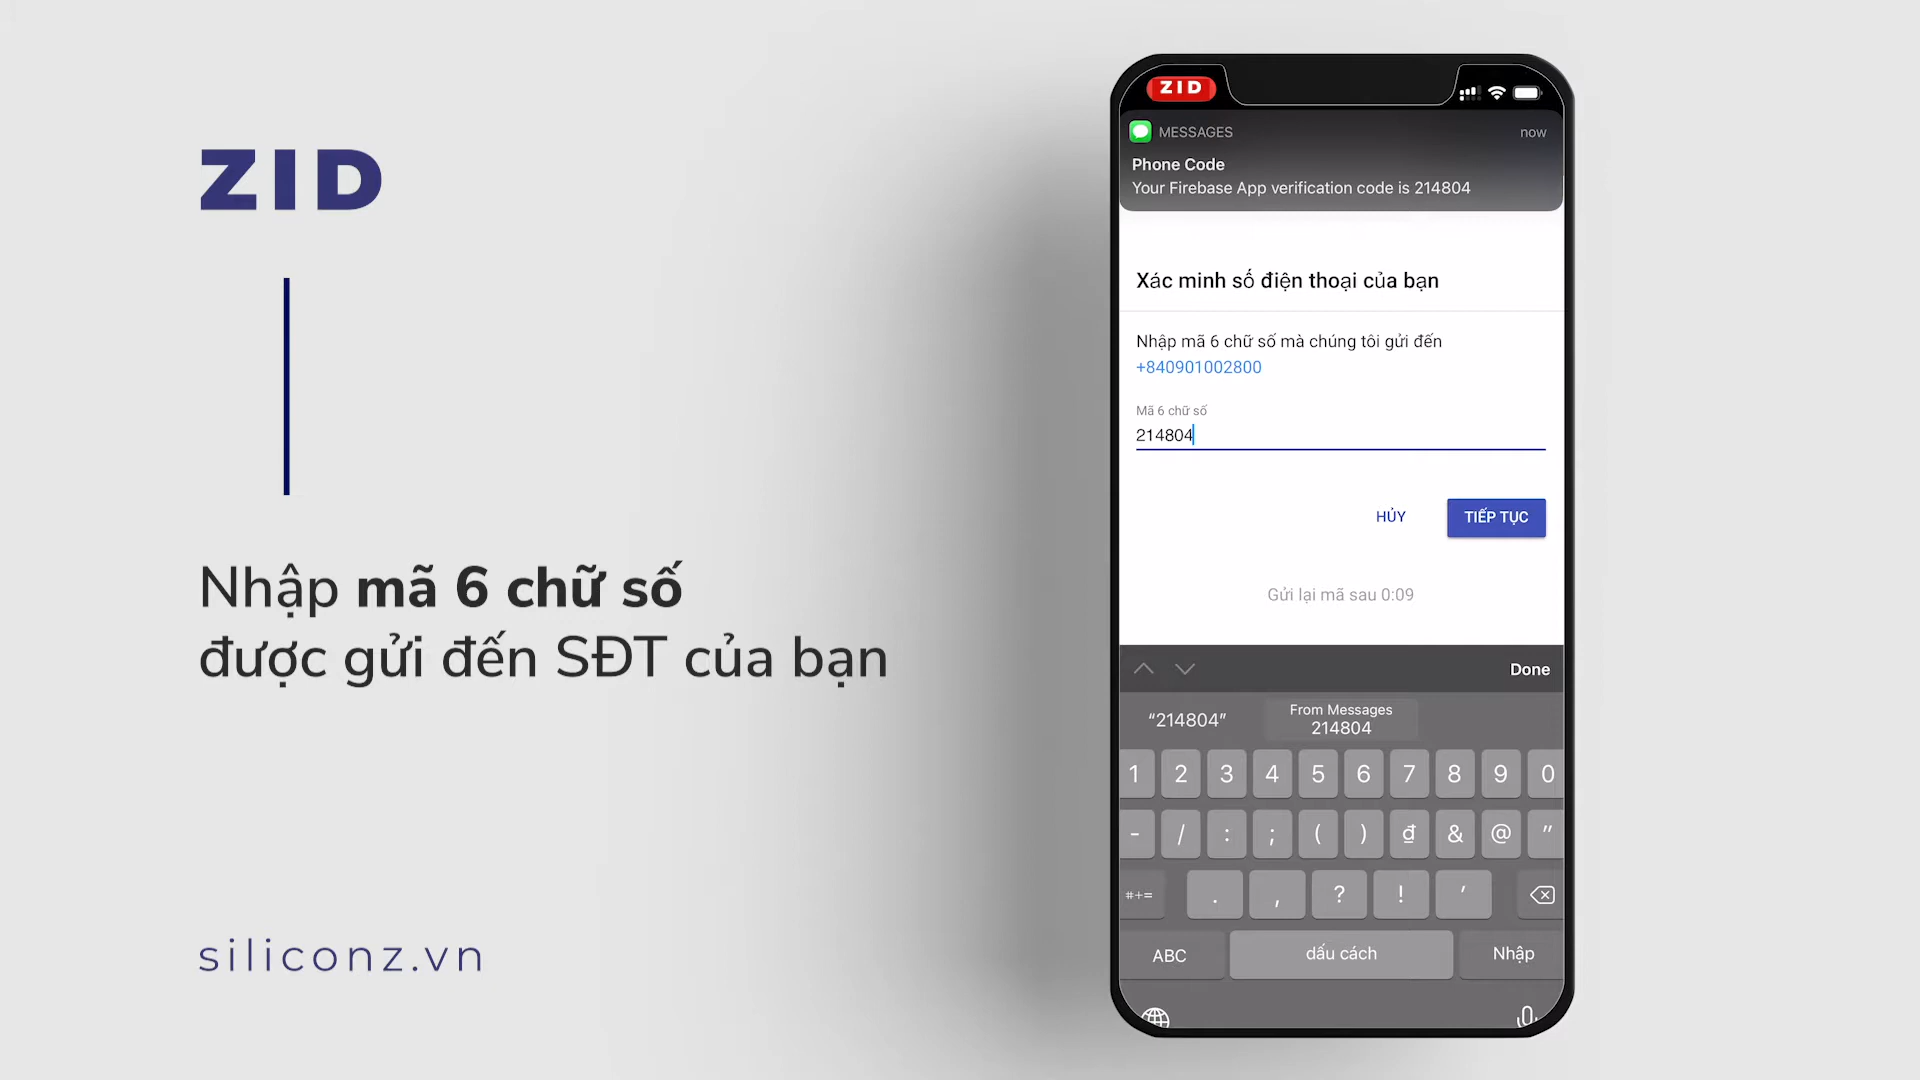 ZID
Nhập mã 6 chữ số
được gửi đến SĐT của bạn
siliconz.vn
ZID
MESSAGES
now
Phone Code
Your Firebase App verification code is 214804
Xác minh số điện thoại của bạn
Nhập mã 6 chữ số mà chúng tôi gửi đến
+840901002800
Mã 6 chữ số
214804
HỦY
TIẾP TỤC
Gửi lại mã sau 0:09
Done
“214804”
From Messages
214804
1 2 3 4 5 6 7 8 9 0
- / : ; ( ) ₫ & @ "
#+= . , ? ! '
ABC dấu cách Nhập